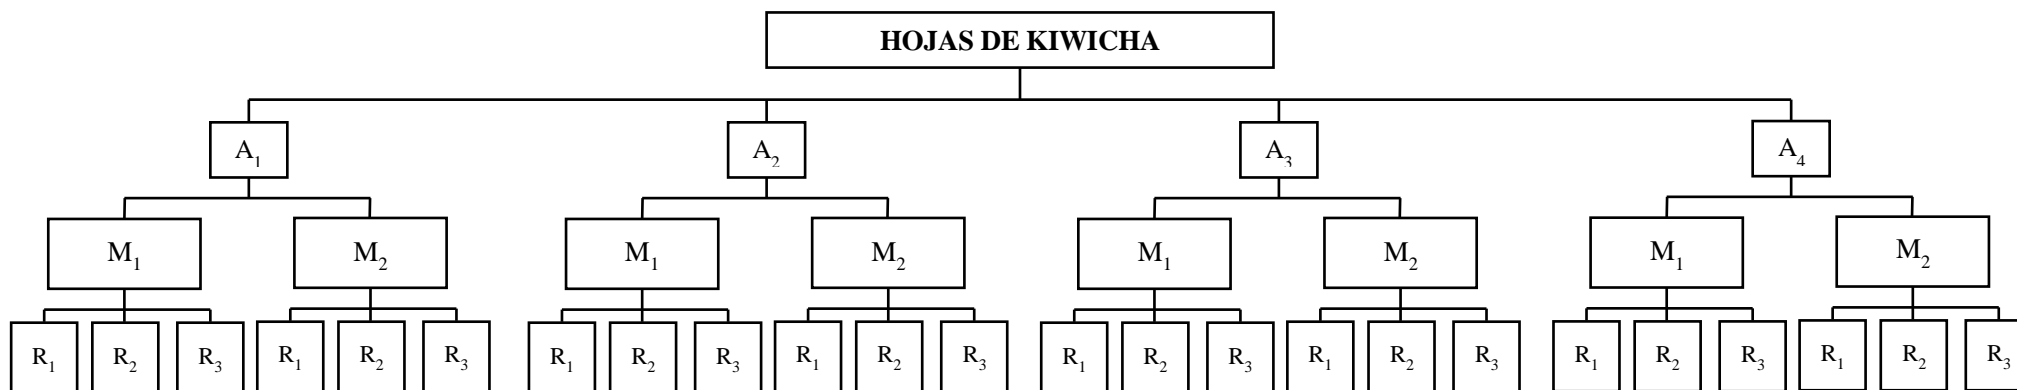 HOJAS DE KIWICHA
A₁ A₂ A₃ A₄
M₁ M₂ M₁ M₂ M₁ M₂ M₁ M₂
R₁ R₂ R₃ R₁ R₂ R₃ R₁ R₂ R₃ R₁ R₂ R₃ R₁ R₂ R₃ R₁ R₂ R₃ R₁ R₂ R₃ R₁ R₂ R₃